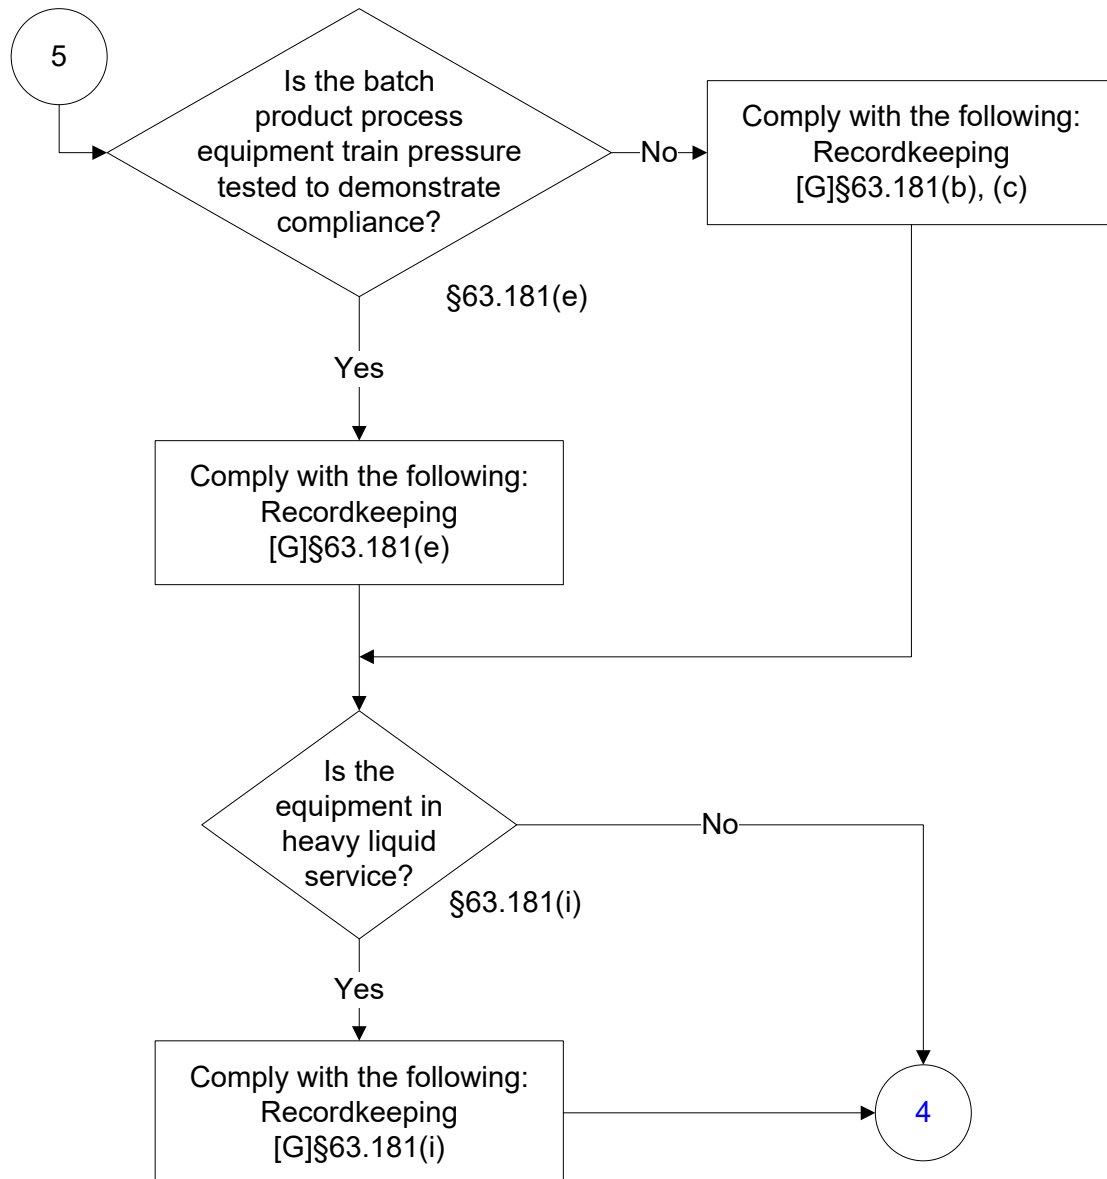 5
Is the batch
product process
equipment train pressure
tested to demonstrate
compliance?
No
Comply with the following:
Recordkeeping
[G]§63.181(b), (c)
§63.181(e)
Yes
Comply with the following:
Recordkeeping
[G]§63.181(e)
Is the
equipment in
heavy liquid
service?
No
§63.181(i)
Yes
Comply with the following:
Recordkeeping
[G]§63.181(i)
4